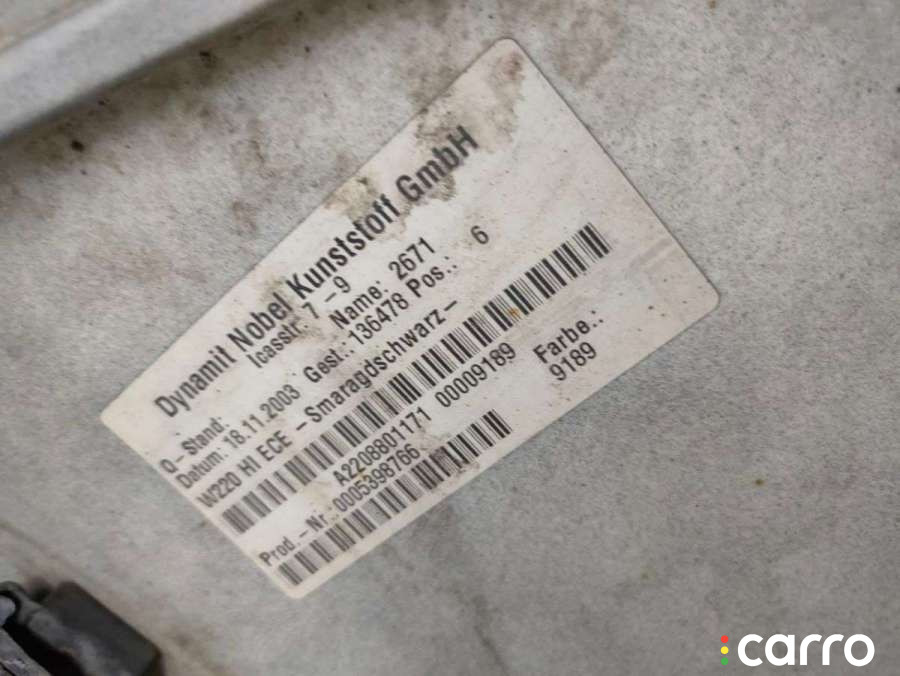 Dynamit Nobel Kunststoff GmbH
Icasstr. 7-9
Q-Stand: Name: 2671
Datum: 18.11.2003 Gest.: 136478 Pos.: 6
W220 HI ECE -Smaragdschwarz-
A2208801171 00009189
Farbe.:
Prod.-Nr. 0005398766 9189
carro